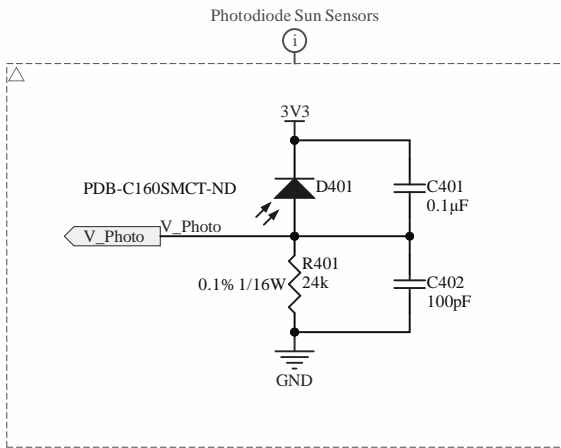 Photodiode Sun Sensors
i
3V3
PDB-C160SMCT-ND
D401
C401
0.1µF
V_Photo
V_Photo
R401
0.1% 1/16W
24k
C402
100pF
GND